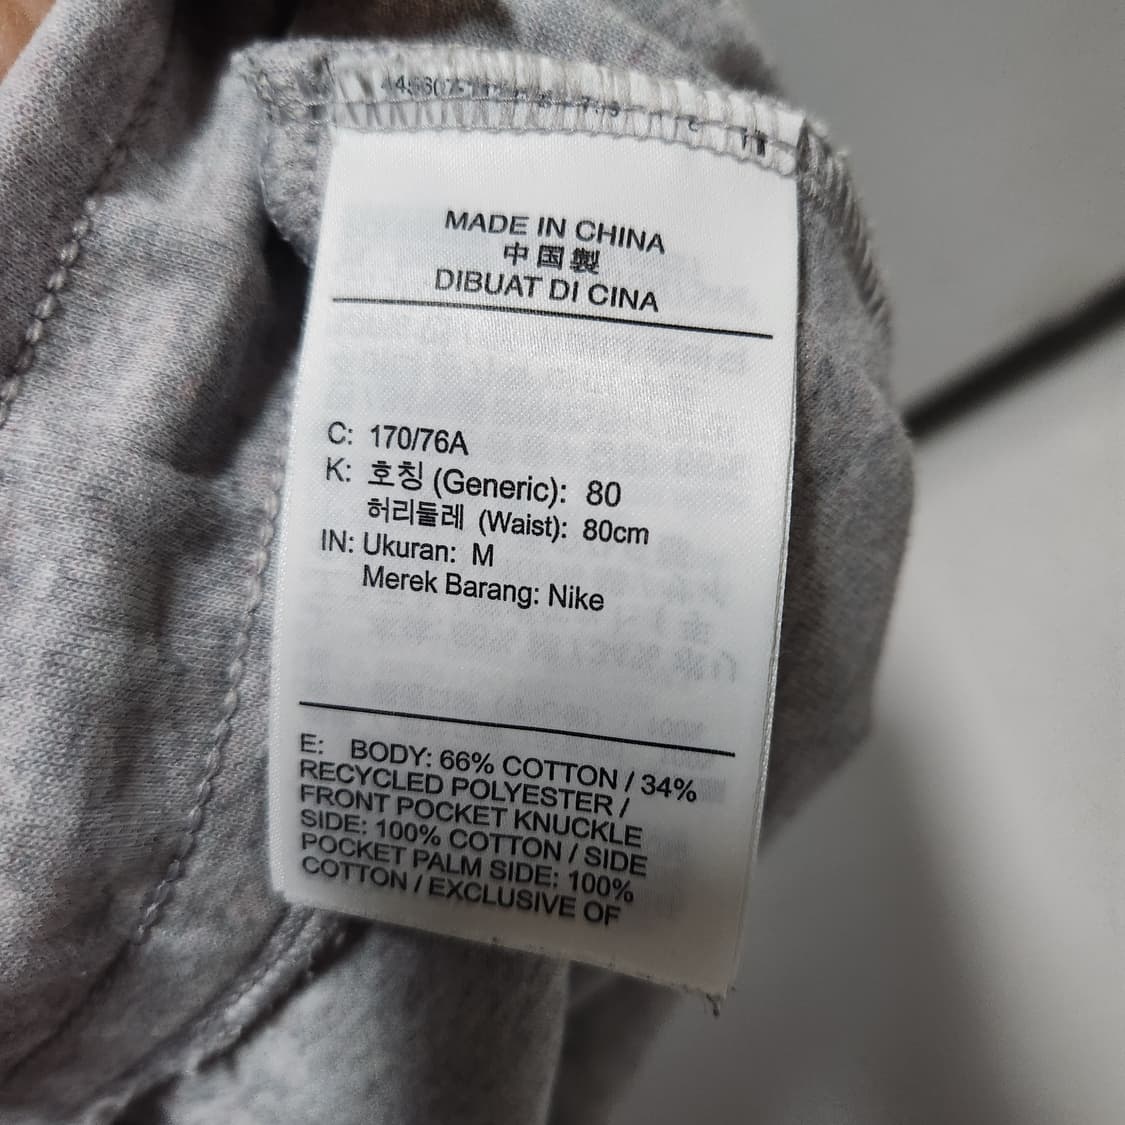 MADE IN CHINA
中国製
DIBUAT DI CINA
C: 170/76A
K: 호칭 (Generic): 80
허리둘레 (Waist): 80cm
IN: Ukuran: M
Merek Barang: Nike
E: BODY: 66% COTTON / 34%
RECYCLED POLYESTER /
FRONT POCKET KNUCKLE
SIDE: 100% COTTON / SIDE
POCKET PALM SIDE: 100%
COTTON / EXCLUSIVE OF